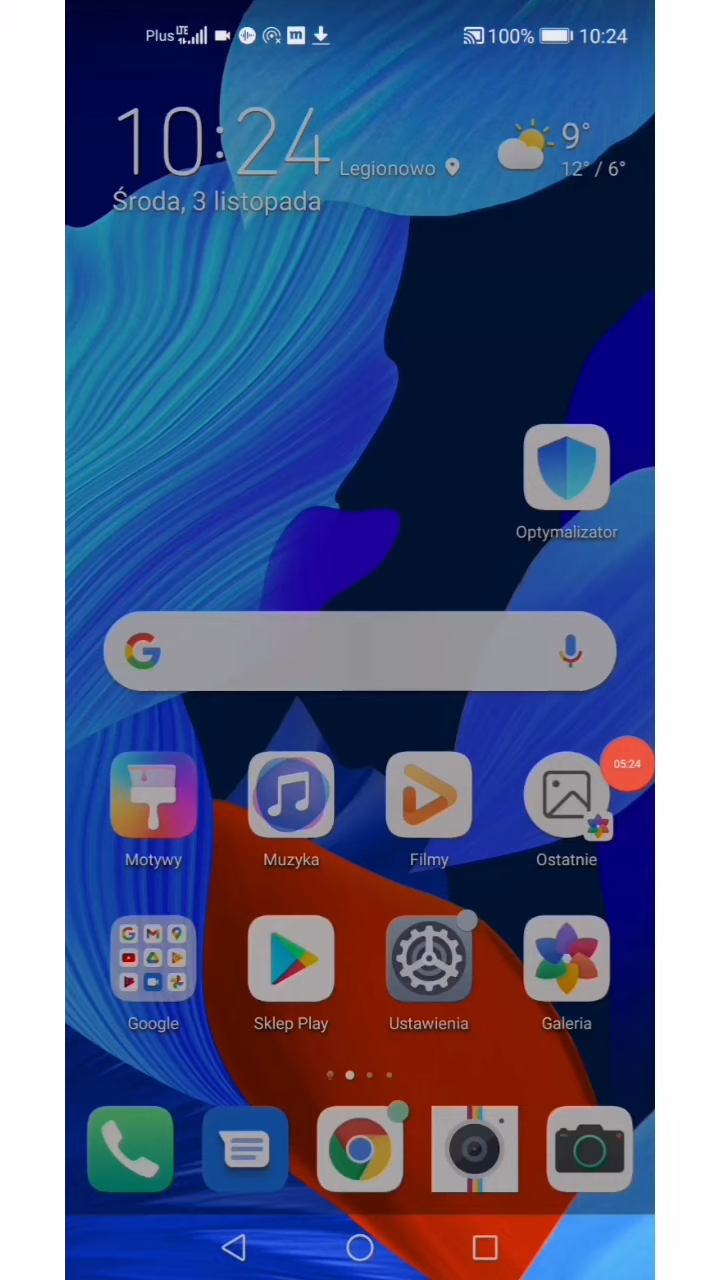 Plus LTE m 100% 10:24
10:24
Legionowo 9°
12° / 6°
Środa, 3 listopada
Optymalizator
05:24
Motywy Muzyka Filmy Ostatnie
Google Sklep Play Ustawienia Galeria